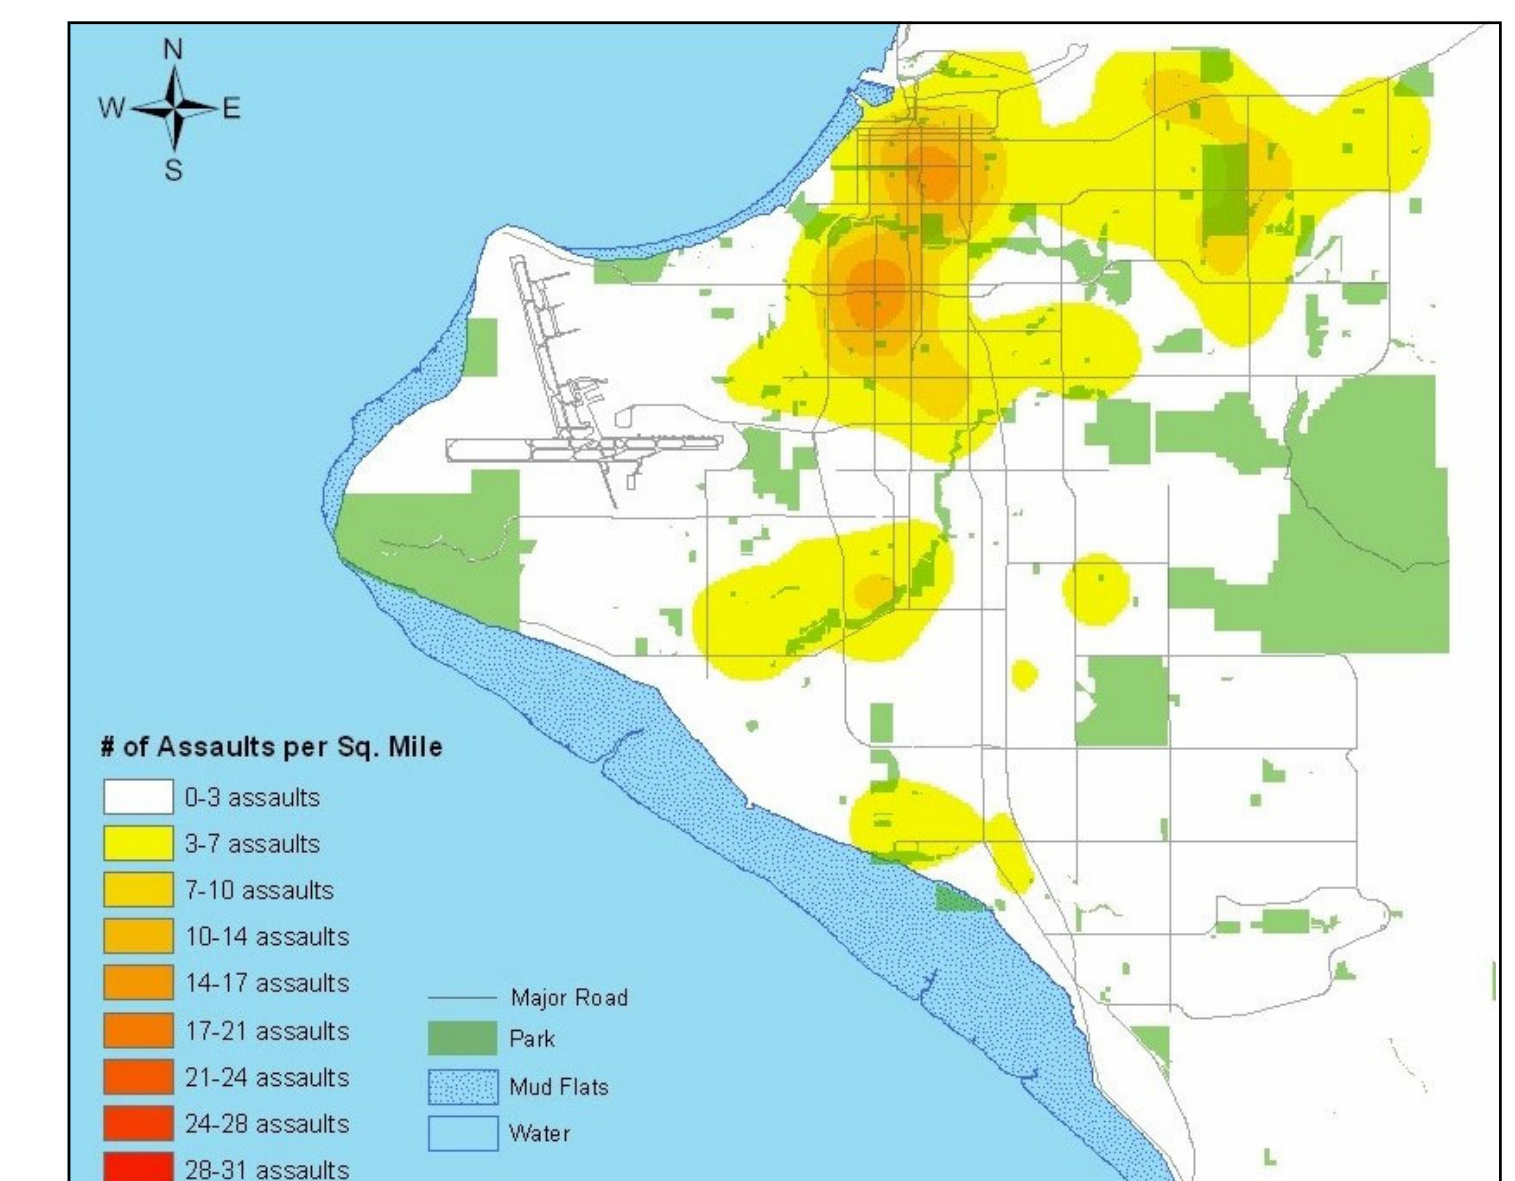 N
W E
S
# of Assaults per Sq. Mile
0-3 assaults
3-7 assaults
7-10 assaults
10-14 assaults
14-17 assaults
17-21 assaults
21-24 assaults
24-28 assaults
28-31 assaults
Major Road
Park
Mud Flats
Water